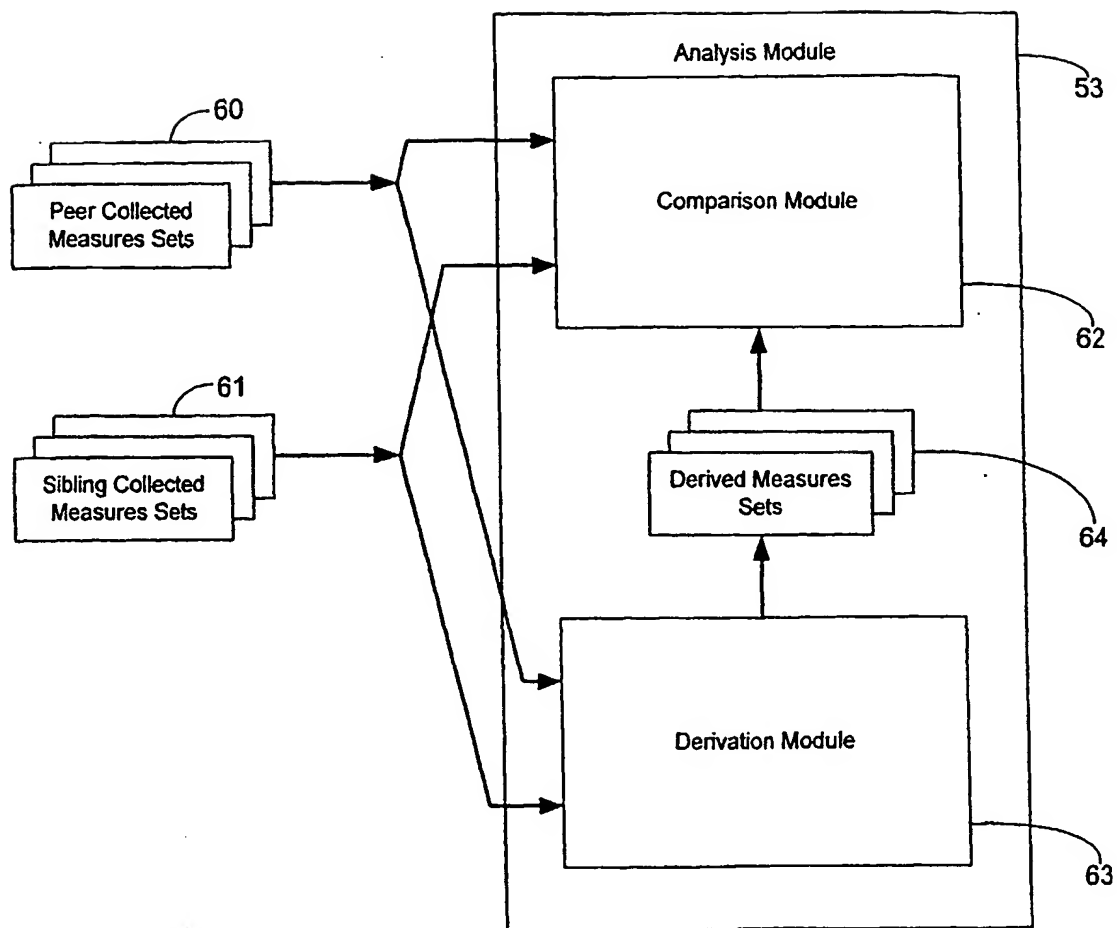 Analysis Module
53
60
Peer Collected
Measures Sets
Comparison Module
62
61
Sibling Collected
Measures Sets
Derived Measures
Sets
64
Derivation Module
63